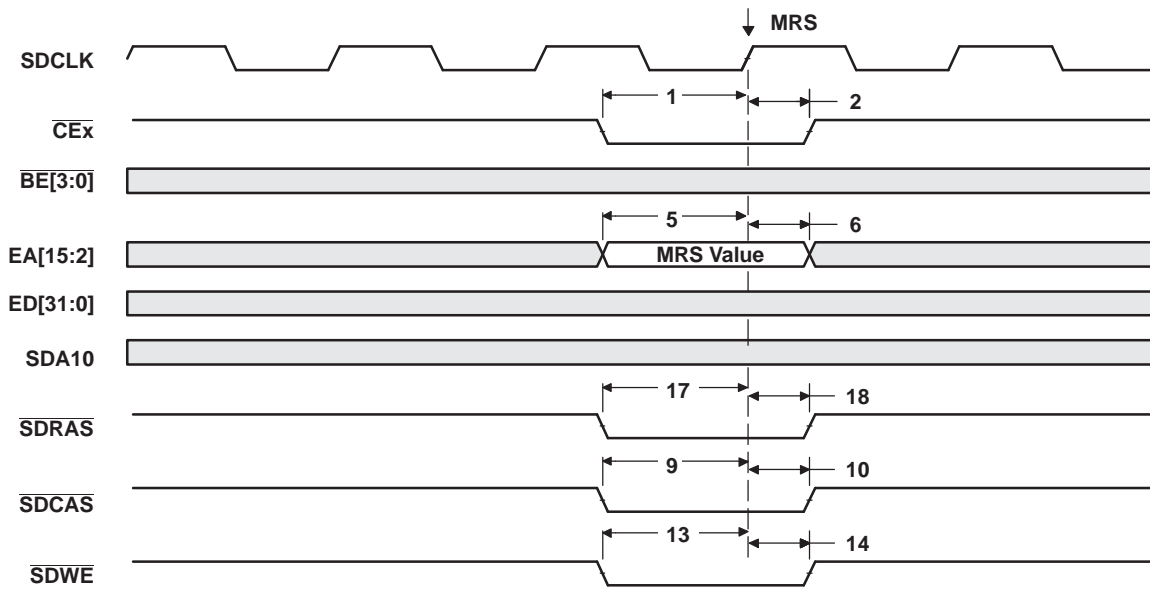 MRS
SDCLK
1
2
CEx
BE[3:0]
5
6
EA[15:2]
MRS Value
ED[31:0]
SDA10
17
18
SDRAS
9
10
SDCAS
13
14
SDWE